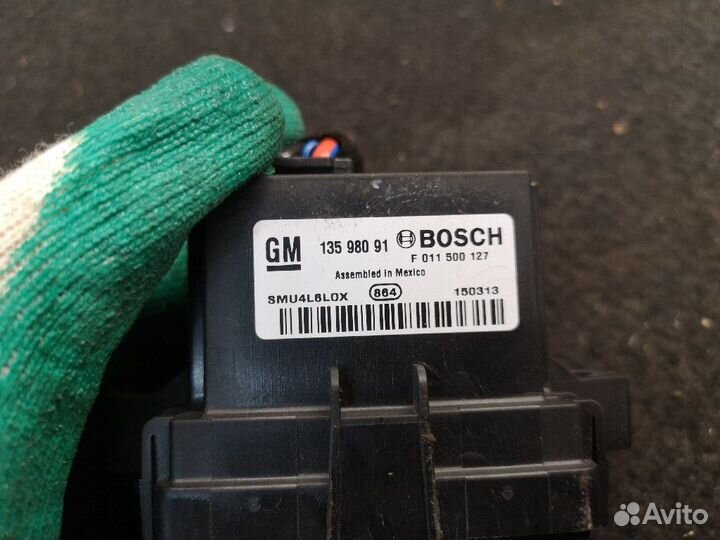 GM 135 980 91 BOSCH
F 011 500 127
Assembled in Mexico
SMU4L6L0X 864 150313
Avito